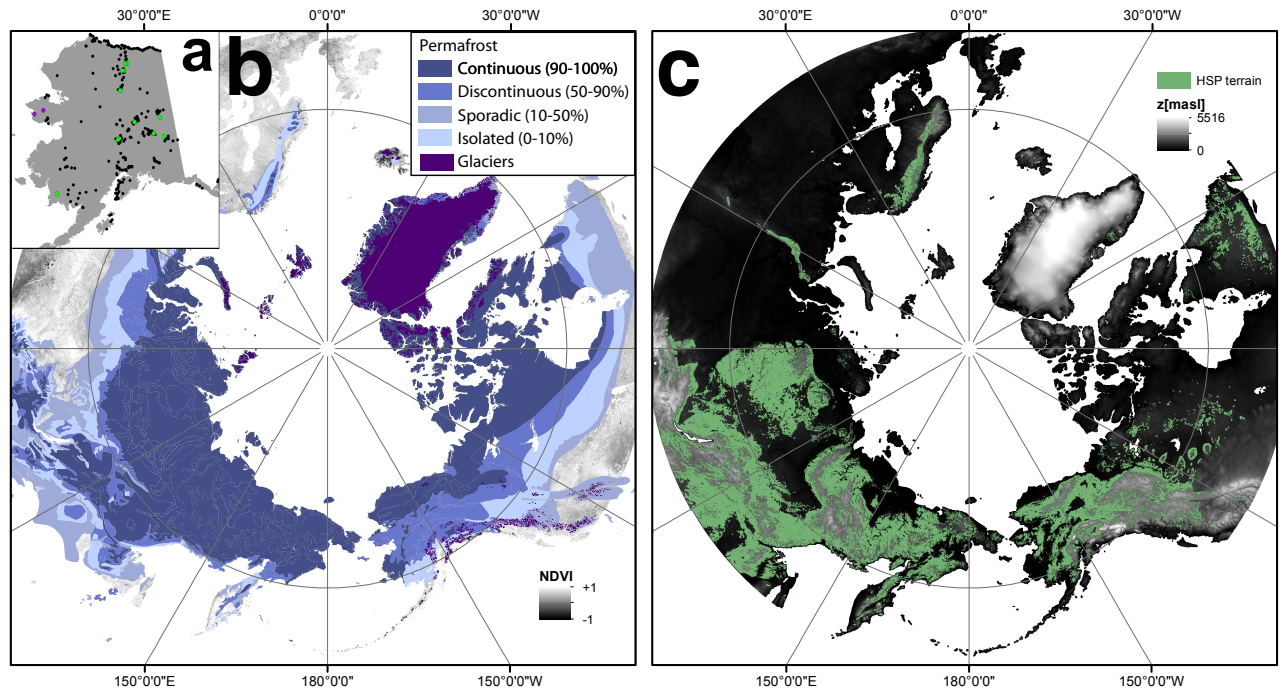 30°0'0"E
0°0'0"
30°0'0"W
30°0'0"E
0°0'0"
30°0'0"W
a
b
c
Permafrost
Continuous (90-100%)
Discontinuous (50-90%)
Sporadic (10-50%)
Isolated (0-10%)
Glaciers
HSP terrain
z[masl]
5516
0
NDVI
+1
-1
150°0'0"E
180°0'0"
150°0'0"W
150°0'0"E
180°0'0"
150°0'0"W